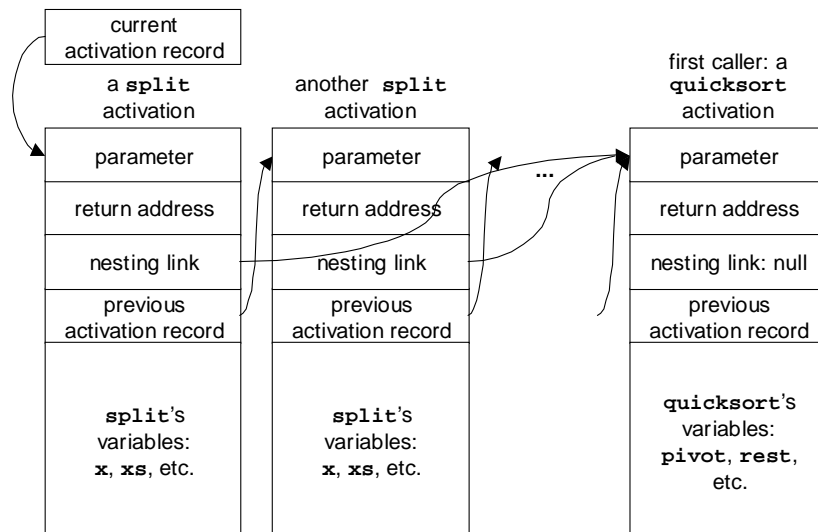 current
activation record
a split
activation
another split
activation
first caller: a
quicksort
activation
parameter
return address
nesting link
previous
activation record
split's
variables:
x, xs, etc.
parameter
return address
nesting link
previous
activation record
split's
variables:
x, xs, etc.
...
parameter
return address
nesting link: null
previous
activation record
quicksort's
variables:
pivot, rest,
etc.